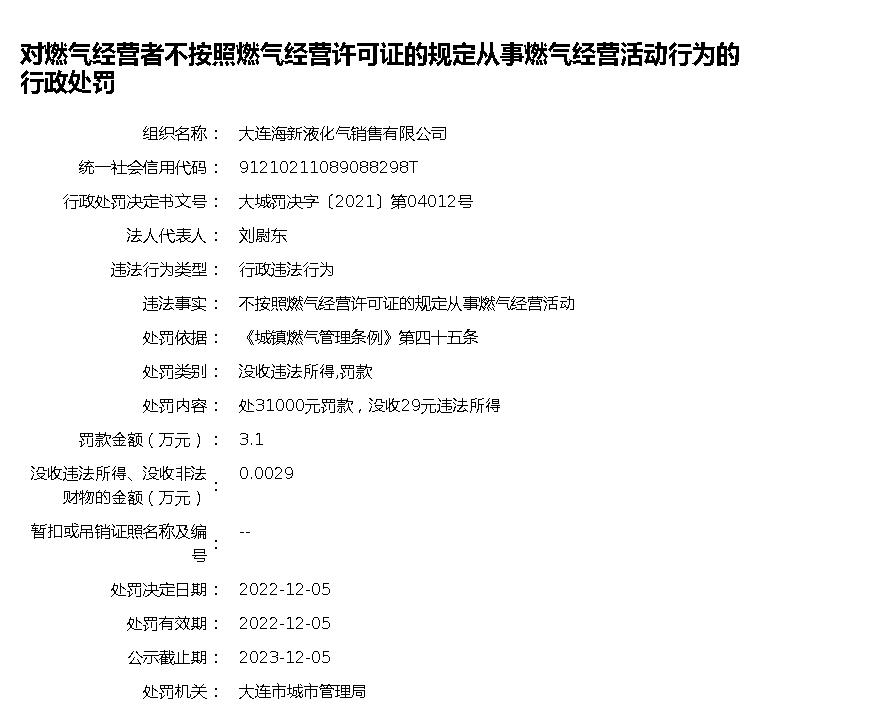 对燃气经营者不按照燃气经营许可证的规定从事燃气经营活动行为的
行政处罚
组织名称： 大连海新液化气销售有限公司
统一社会信用代码： 91210211089088298T
行政处罚决定书文号： 大城罚决字〔2021〕第04012号
法人代表人： 刘尉东
违法行为类型： 行政违法行为
违法事实： 不按照燃气经营许可证的规定从事燃气经营活动
处罚依据： 《城镇燃气管理条例》第四十五条
处罚类别： 没收违法所得,罚款
处罚内容： 处31000元罚款，没收29元违法所得
罚款金额（万元）： 3.1
没收违法所得、没收非法
财物的金额（万元）： 0.0029
暂扣或吊销证照名称及编
号： --
处罚决定日期： 2022-12-05
处罚有效期： 2022-12-05
公示截止期： 2023-12-05
处罚机关： 大连市城市管理局